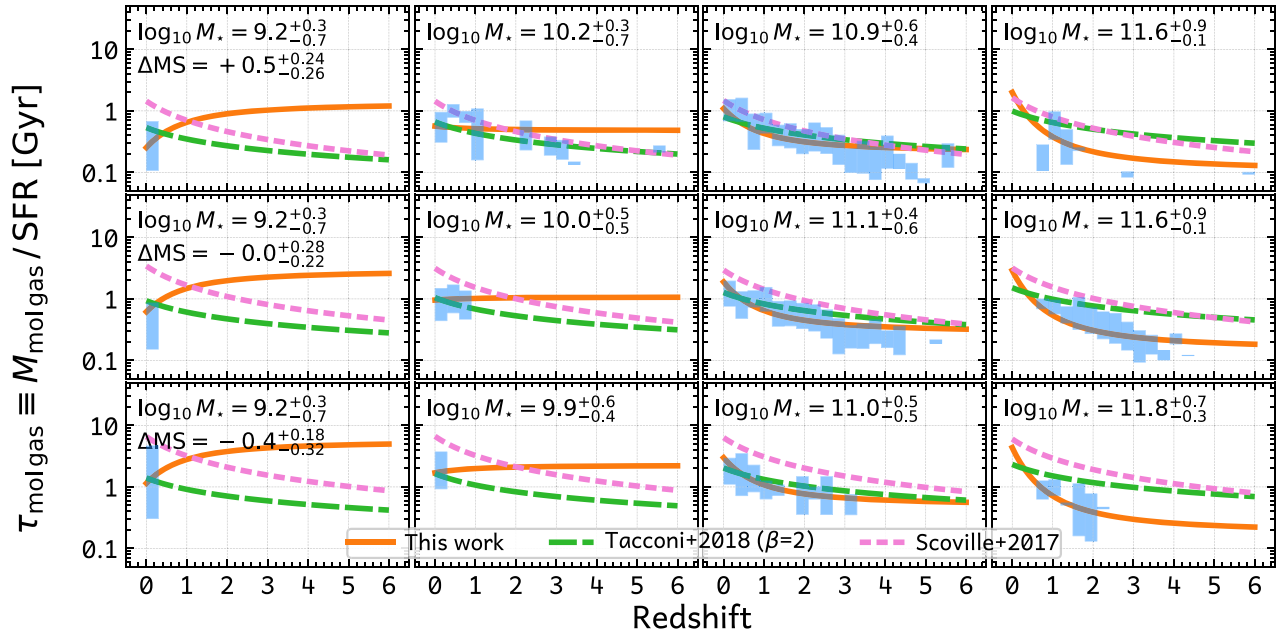 log₁₀ M⋆ = 9.2 +0.3 −0.7
ΔMS = +0.5 +0.24 −0.26
log₁₀ M⋆ = 10.2 +0.3 −0.7
log₁₀ M⋆ = 10.9 +0.6 −0.4
log₁₀ M⋆ = 11.6 +0.9 −0.1
10
1
0.1
log₁₀ M⋆ = 9.2 +0.3 −0.7
ΔMS = −0.0 +0.28 −0.22
log₁₀ M⋆ = 10.0 +0.5 −0.5
log₁₀ M⋆ = 11.1 +0.4 −0.6
log₁₀ M⋆ = 11.6 +0.9 −0.1
10
1
0.1
log₁₀ M⋆ = 9.2 +0.3 −0.7
ΔMS = −0.4 +0.18 −0.32
log₁₀ M⋆ = 9.9 +0.6 −0.4
log₁₀ M⋆ = 11.0 +0.5 −0.5
log₁₀ M⋆ = 11.8 +0.7 −0.3
10
1
0.1
τ mol gas ≡ M mol gas / SFR [Gyr]
This work
Tacconi+2018 (β=2)
Scoville+2017
0 1 2 3 4 5 6
0 1 2 3 4 5 6
0 1 2 3 4 5 6
0 1 2 3 4 5 6
Redshift